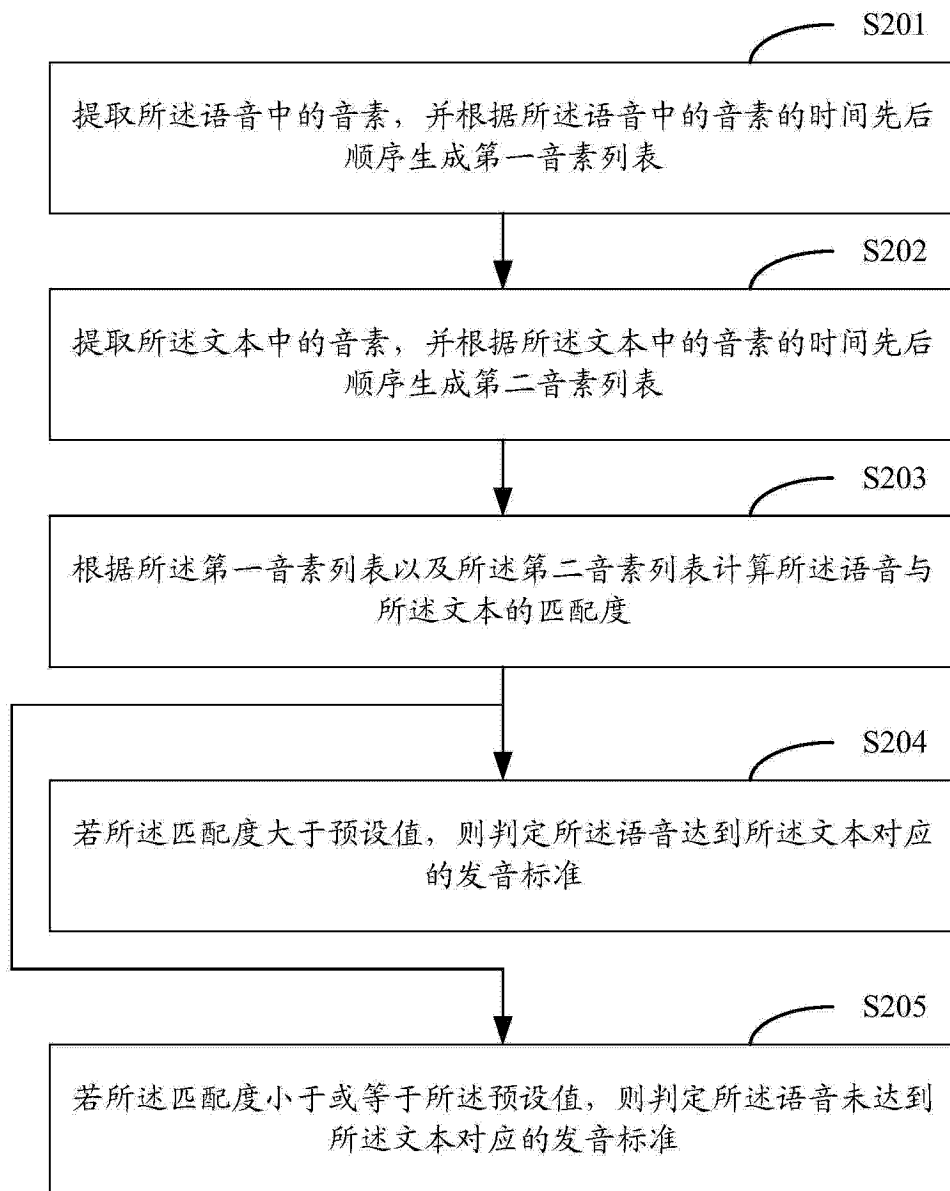 S201
提取所述语音中的音素，并根据所述语音中的音素的时间先后
顺序生成第一音素列表
S202
提取所述文本中的音素，并根据所述文本中的音素的时间先后
顺序生成第二音素列表
S203
根据所述第一音素列表以及所述第二音素列表计算所述语音与
所述文本的匹配度
S204
若所述匹配度大于预设值，则判定所述语音达到所述文本对应
的发音标准
S205
若所述匹配度小于或等于所述预设值，则判定所述语音未达到
所述文本对应的发音标准